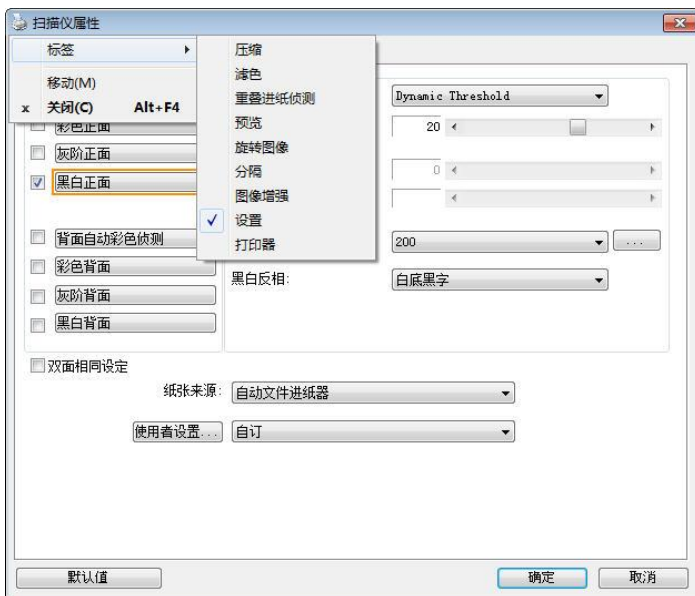 扫描仪属性
标签
移动(M)
x 关闭(C) Alt+F4
压缩
滤色
重叠进纸侦测
预览
旋转图像
分隔
图像增强
设置
打印器
Dynamic Threshold
彩色正面
20
灰阶正面
0
黑白正面
背面自动彩色侦测
200
...
彩色背面
黑白反相:
白底黑字
灰阶背面
黑白背面
双面相同设定
纸张来源:
自动文件进纸器
使用者设置...
自订
默认值
确定
取消